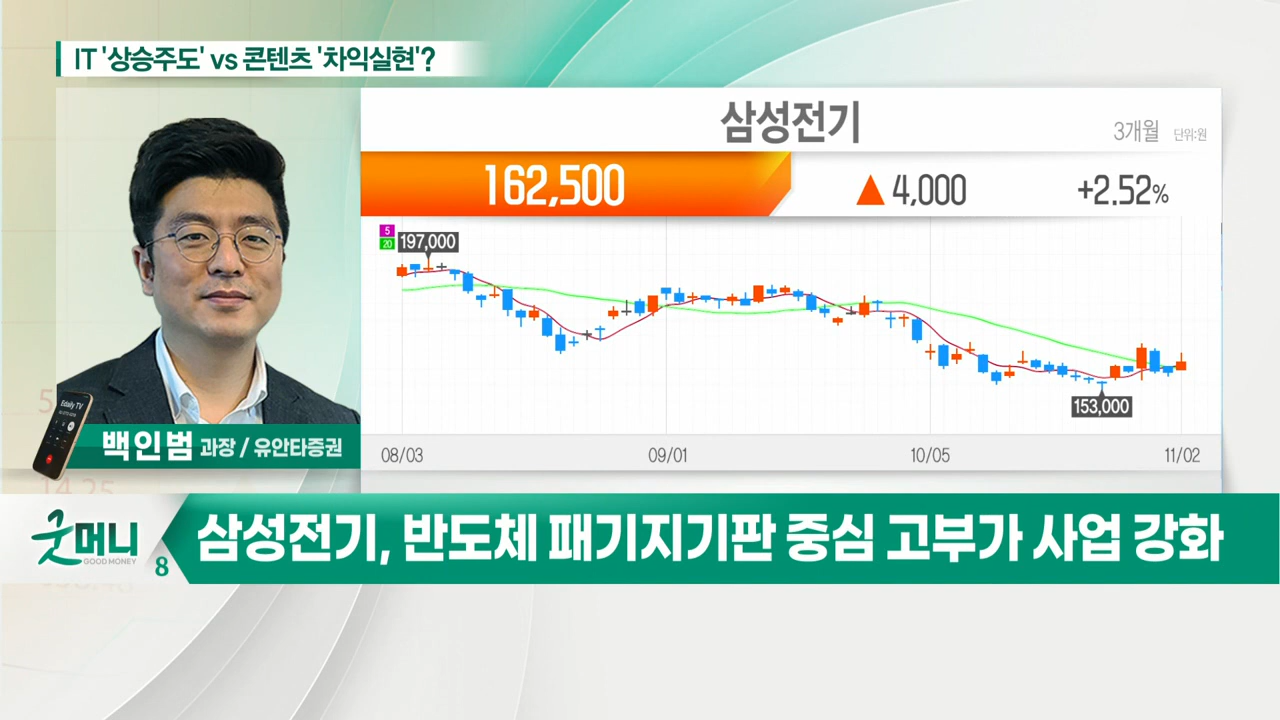 IT '상승주도' vs 콘텐츠 '차익실현'?
삼성전기
3개월 단위:원
162,500 ▲ 4,000 +2.52%
5
20
197,000
153,000
08/03 09/01 10/05 11/02
Edaily TV
백인범 과장 / 유안타증권
14.25
굿머니
GOOD MONEY
8
삼성전기, 반도체 패기지기판 중심 고부가 사업 강화